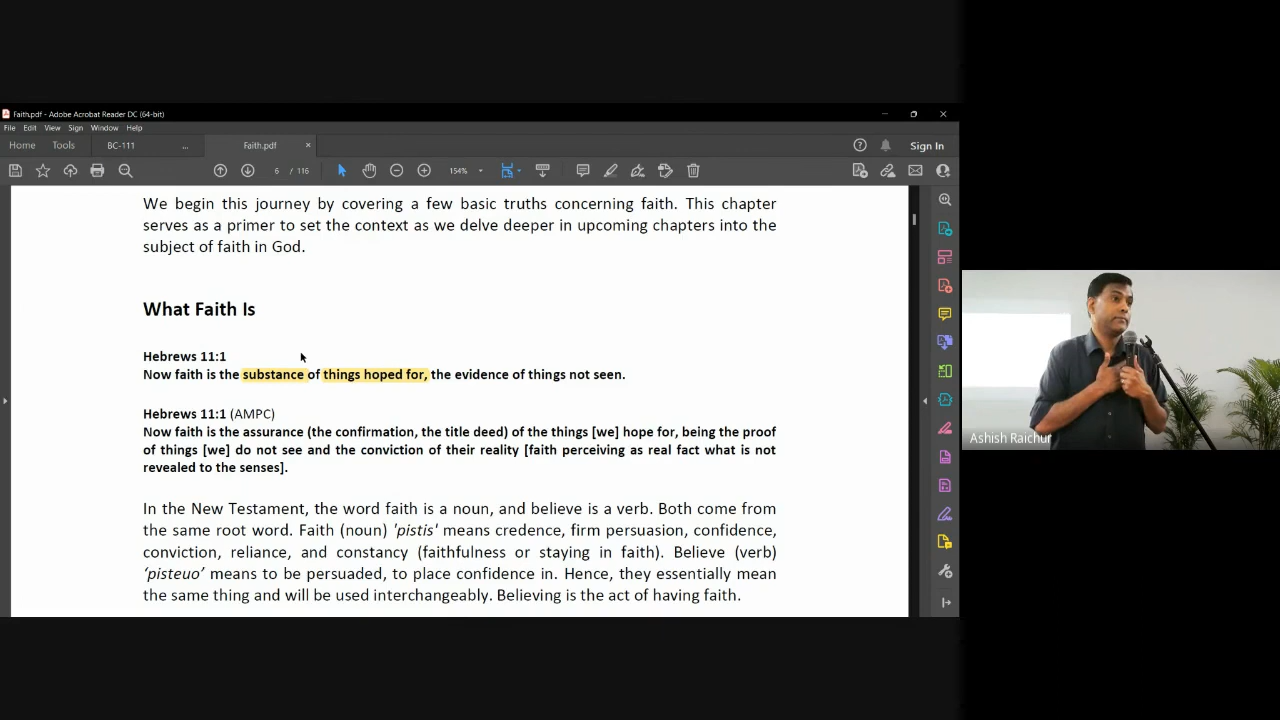 Faith.pdf - Adobe Acrobat Reader DC (64-bit)
File Edit View Sign Window Help
Home Tools BC-111 ... Faith.pdf × Sign In
6 / 116 154%
We begin this journey by covering a few basic truths concerning faith. This chapter
serves as a primer to set the context as we delve deeper in upcoming chapters into the
subject of faith in God.
What Faith Is
Hebrews 11:1
Now faith is the substance of things hoped for, the evidence of things not seen.
Hebrews 11:1 (AMPC)
Now faith is the assurance (the confirmation, the title deed) of the things [we] hope for, being the proof
of things [we] do not see and the conviction of their reality [faith perceiving as real fact what is not
revealed to the senses].
In the New Testament, the word faith is a noun, and believe is a verb. Both come from
the same root word. Faith (noun) 'pistis' means credence, firm persuasion, confidence,
conviction, reliance, and constancy (faithfulness or staying in faith). Believe (verb)
‘pisteuo’ means to be persuaded, to place confidence in. Hence, they essentially mean
the same thing and will be used interchangeably. Believing is the act of having faith.
Ashish Raichur